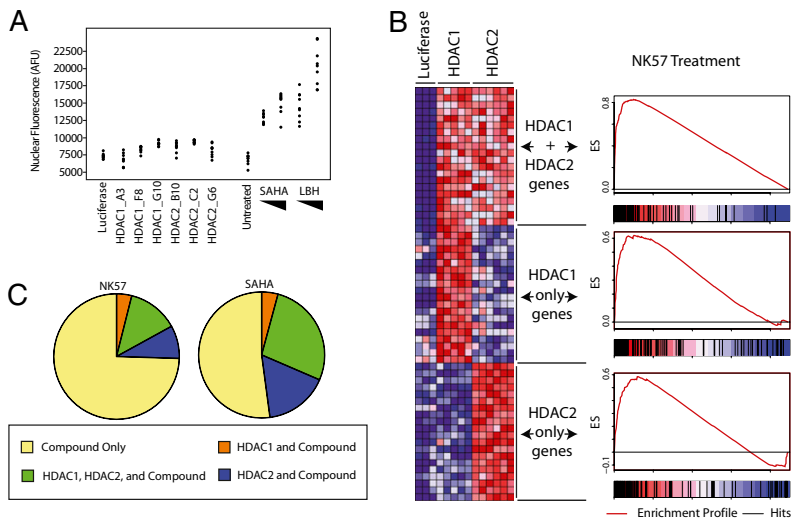 A
Nuclear Fluorescence (AFU)
22500
20000
17500
15000
12500
10000
7500
5000
Luciferase
HDAC1_A3
HDAC1_F8
HDAC1_G10
HDAC2_B10
HDAC2_C2
HDAC2_G6
Untreated
SAHA
LBH
B
Luciferase
HDAC1
HDAC2
NK57 Treatment
HDAC1
+
HDAC2
genes
ES
0.8
0.0
HDAC1
only
genes
ES
0.6
0.0
HDAC2
only
genes
ES
0.6
-0.1
Enrichment Profile
Hits
C
NK57
SAHA
Compound Only
HDAC1 and Compound
HDAC1, HDAC2, and Compound
HDAC2 and Compound